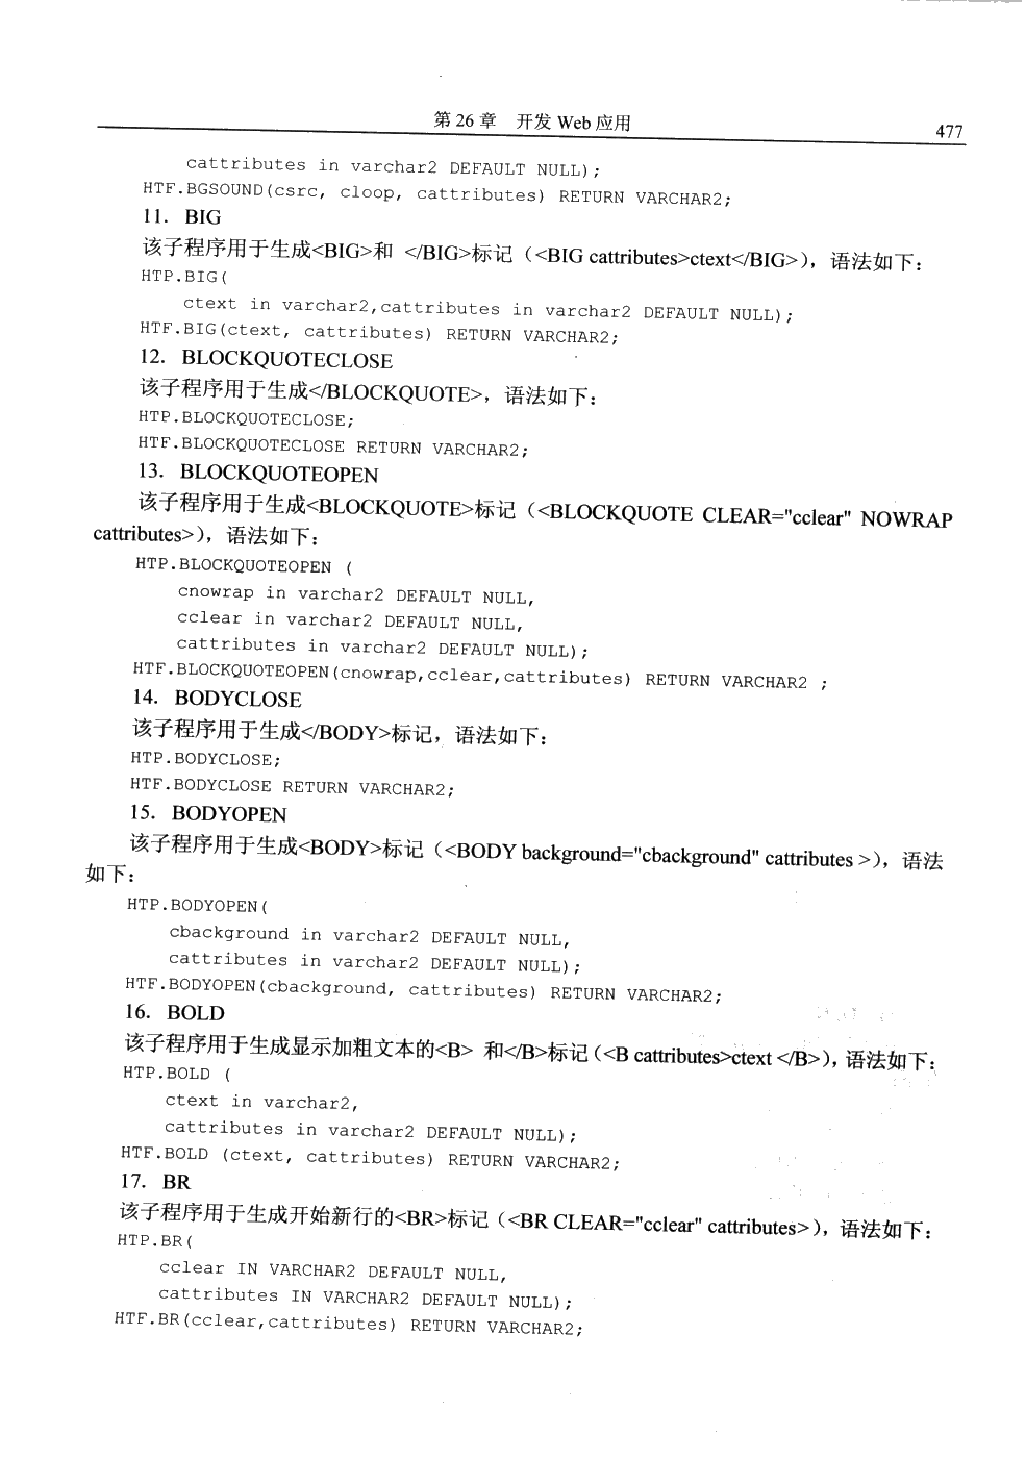 第 26 章 开发 Web 应用
477
cattributes in varchar2 DEFAULT NULL);
HTF.BGSOUND(csrc, cloop, cattributes) RETURN VARCHAR2;
11. BIG
该子程序用于生成<BIG>和 </BIG>标记（<BIG cattributes>ctext</BIG>），语法如下：
HTP.BIG(
ctext in varchar2,cattributes in varchar2 DEFAULT NULL);
HTF.BIG(ctext, cattributes) RETURN VARCHAR2;
12. BLOCKQUOTECLOSE
该子程序用于生成</BLOCKQUOTE>，语法如下：
HTP.BLOCKQUOTECLOSE;
HTF.BLOCKQUOTECLOSE RETURN VARCHAR2;
13. BLOCKQUOTEOPEN
该子程序用于生成<BLOCKQUOTE>标记（<BLOCKQUOTE CLEAR="cclear" NOWRAP
cattributes>），语法如下：
HTP.BLOCKQUOTEOPEN (
cnowrap in varchar2 DEFAULT NULL,
cclear in varchar2 DEFAULT NULL,
cattributes in varchar2 DEFAULT NULL);
HTF.BLOCKQUOTEOPEN(cnowrap,cclear,cattributes) RETURN VARCHAR2 ;
14. BODYCLOSE
该子程序用于生成</BODY>标记，语法如下：
HTP.BODYCLOSE;
HTF.BODYCLOSE RETURN VARCHAR2;
15. BODYOPEN
该子程序用于生成<BODY>标记（<BODY background="cbackground" cattributes >），语法
如下：
HTP.BODYOPEN(
cbackground in varchar2 DEFAULT NULL,
cattributes in varchar2 DEFAULT NULL);
HTF.BODYOPEN(cbackground, cattributes) RETURN VARCHAR2;
16. BOLD
该子程序用于生成显示加粗文本的<B> 和</B>标记（<B cattributes>ctext </B>），语法如下：
HTP.BOLD (
ctext in varchar2,
cattributes in varchar2 DEFAULT NULL);
HTF.BOLD (ctext, cattributes) RETURN VARCHAR2;
17. BR
该子程序用于生成开始新行的<BR>标记（<BR CLEAR="cclear" cattributes> ），语法如下：
HTP.BR(
cclear IN VARCHAR2 DEFAULT NULL,
cattributes IN VARCHAR2 DEFAULT NULL);
HTF.BR(cclear,cattributes) RETURN VARCHAR2;